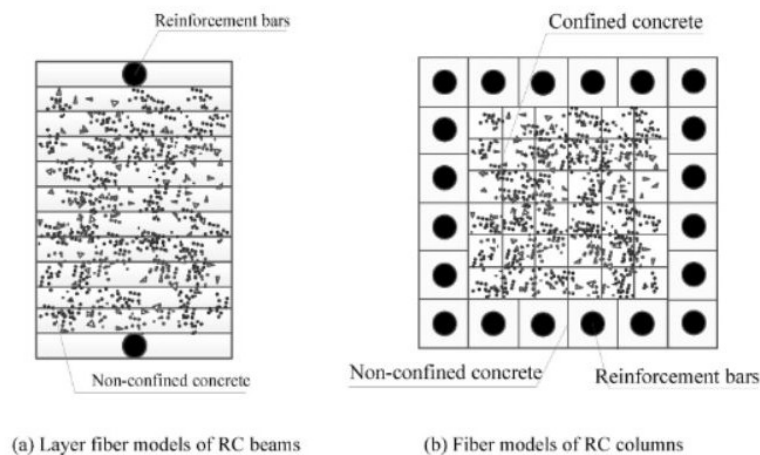 Reinforcement bars
Confined concrete
Non-confined concrete
Non-confined concrete
Reinforcement bars
(a) Layer fiber models of RC beams
(b) Fiber models of RC columns